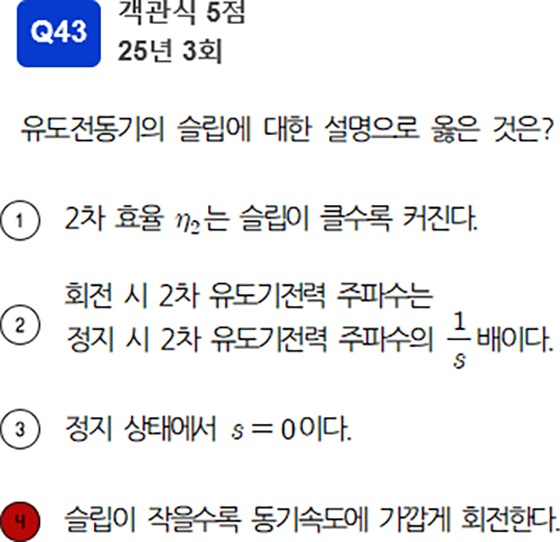 Q43
객관식 5점
25년 3회
유도전동기의 슬립에 대한 설명으로 옳은 것은?
1 2차 효율 η₂는 슬립이 클수록 커진다.
2 회전 시 2차 유도기전력 주파수는
정지 시 2차 유도기전력 주파수의 1/s 배이다.
3 정지 상태에서 s = 0이다.
4 슬립이 작을수록 동기속도에 가깝게 회전한다.